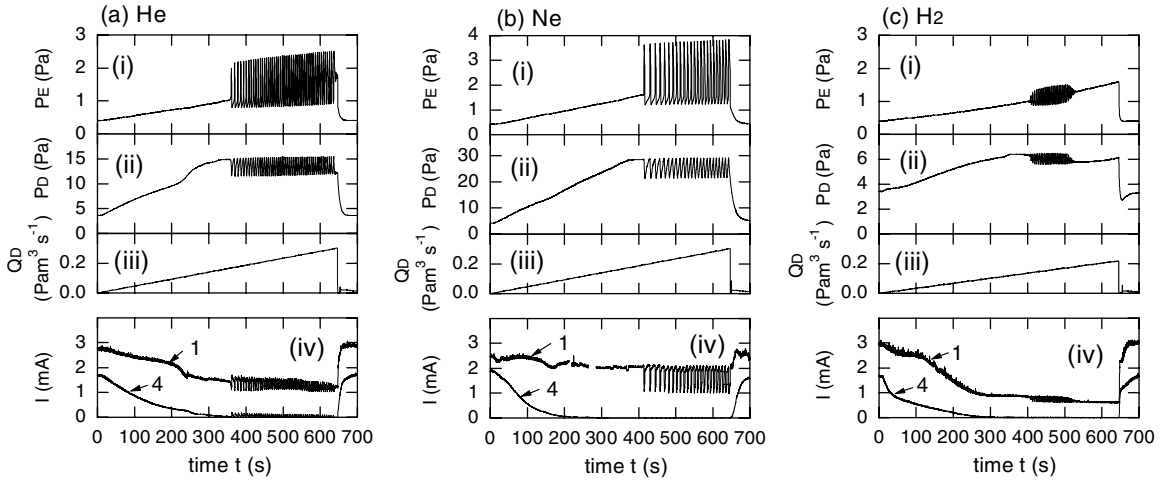 (a) He
3
2
1
0
PE (Pa)
(i)
15
10
5
0
PD (Pa)
(ii)
0.2
0.0
QD
(Pam³ s⁻¹)
(iii)
3
2
1
0
I (mA)
1
4
(iv)
0 100 200 300 400 500 600 700
time t (s)
(b) Ne
4
3
2
1
0
PE (Pa)
(i)
30
20
10
0
PD (Pa)
(ii)
0.2
0.0
QD
(Pam³ s⁻¹)
(iii)
3
2
1
0
I (mA)
1
4
(iv)
0 100 200 300 400 500 600 700
time t (s)
(c) H2
3
2
1
0
PE (Pa)
(i)
6
4
2
0
PD (Pa)
(ii)
0.2
0.0
QD
(Pam³ s⁻¹)
(iii)
3
2
1
0
I (mA)
1
4
(iv)
0 100 200 300 400 500 600 700
time t (s)